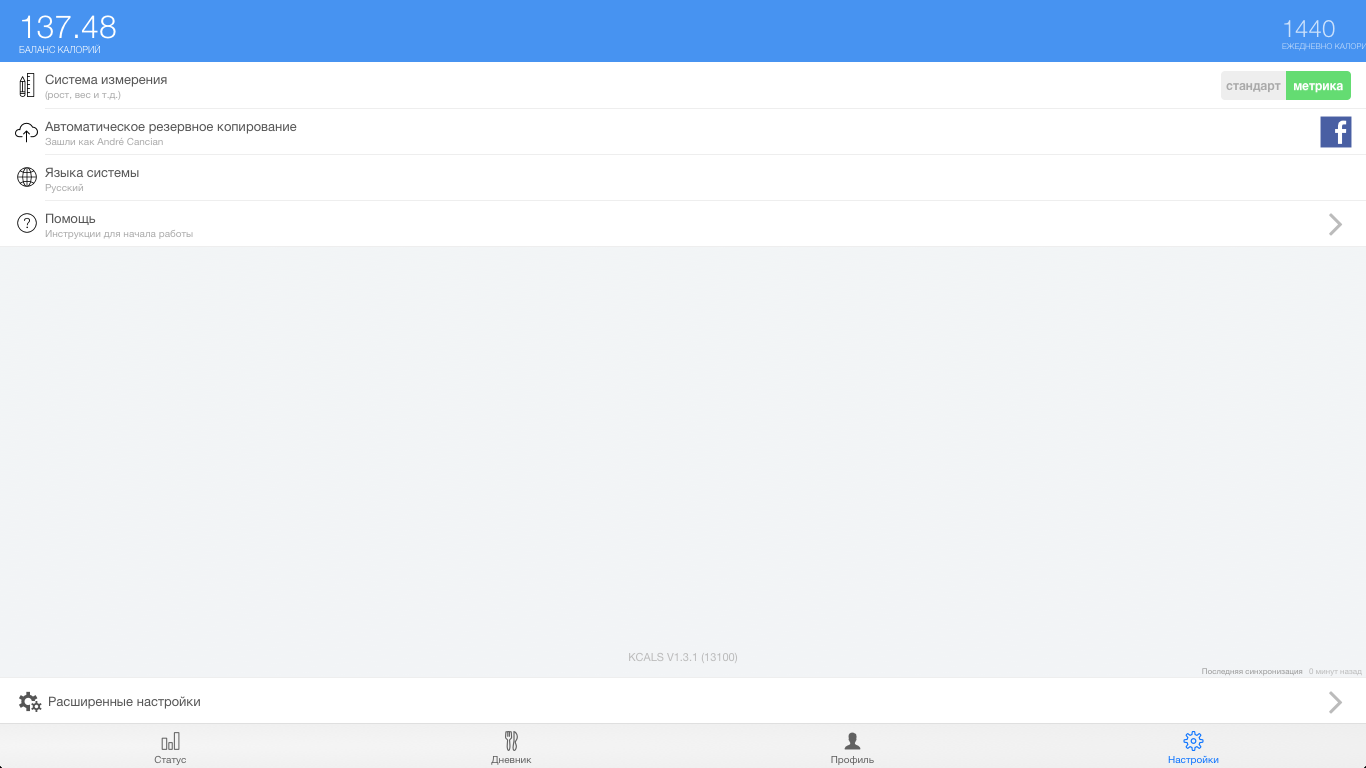 137.48
БАЛАНС КАЛОРИЙ
1440
ЕЖЕДНЕВНО КАЛОРИ
Система измерения
(рост, вес и т.д.)
стандарт метрика
Автоматическое резервное копирование
Зашли как André Cancian
f
Языка системы
Русский
?
Помощь
Инструкции для начала работы
KCALS V1.3.1 (13100)
Последняя синхронизация 0 минут назад
Расширенные настройки
Статус Дневник Профиль Настройки